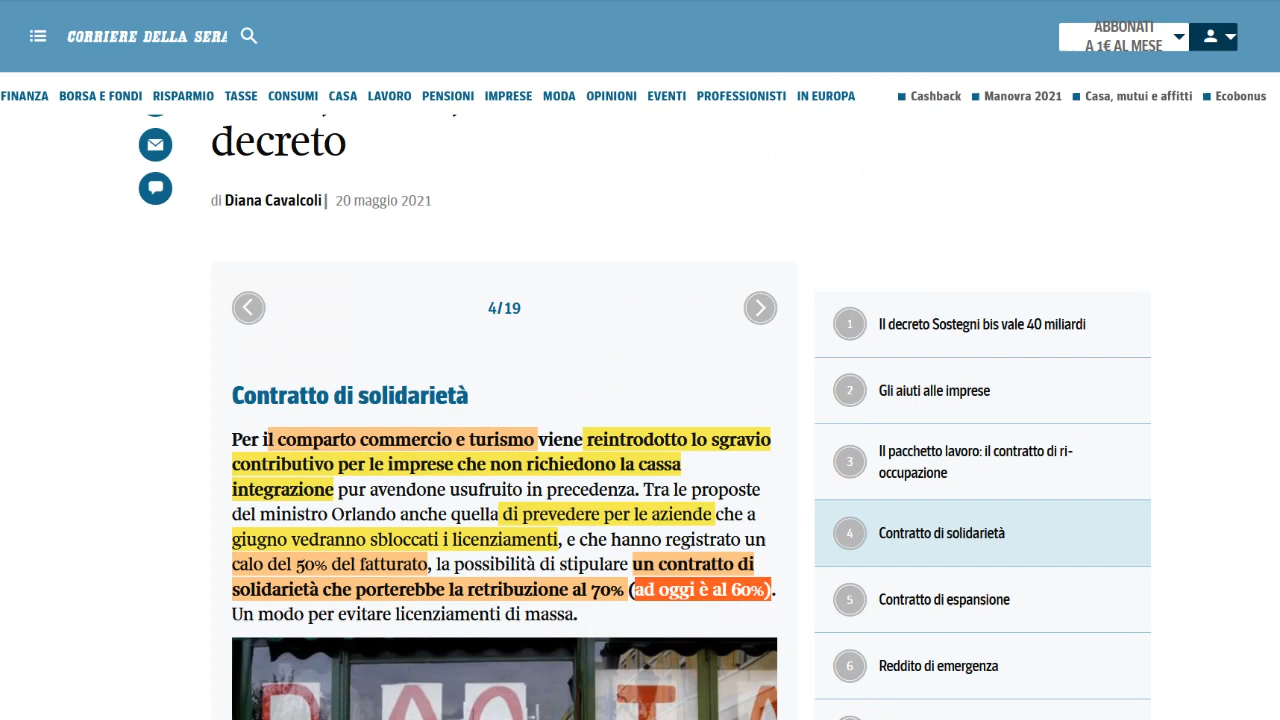 CORRIERE DELLA SERA
ABBONATI
A 1€ AL MESE
FINANZA BORSA E FONDI RISPARMIO TASSE CONSUMI CASA LAVORO PENSIONI IMPRESE MODA OPINIONI EVENTI PROFESSIONISTI IN EUROPA Cashback Manovra 2021 Casa, mutui e affitti Ecobonus
decreto
di Diana Cavalcoli | 20 maggio 2021
4/19
Contratto di solidarietà
Per il comparto commercio e turismo viene reintrodotto lo sgravio
contributivo per le imprese che non richiedono la cassa
integrazione pur avendone usufruito in precedenza. Tra le proposte
del ministro Orlando anche quella di prevedere per le aziende che a
giugno vedranno sbloccati i licenziamenti, e che hanno registrato un
calo del 50% del fatturato, la possibilità di stipulare un contratto di
solidarietà che porterebbe la retribuzione al 70% (ad oggi è al 60%).
Un modo per evitare licenziamenti di massa.
1 Il decreto Sostegni bis vale 40 miliardi
2 Gli aiuti alle imprese
3 Il pacchetto lavoro: il contratto di ri-
occupazione
4 Contratto di solidarietà
5 Contratto di espansione
6 Reddito di emergenza